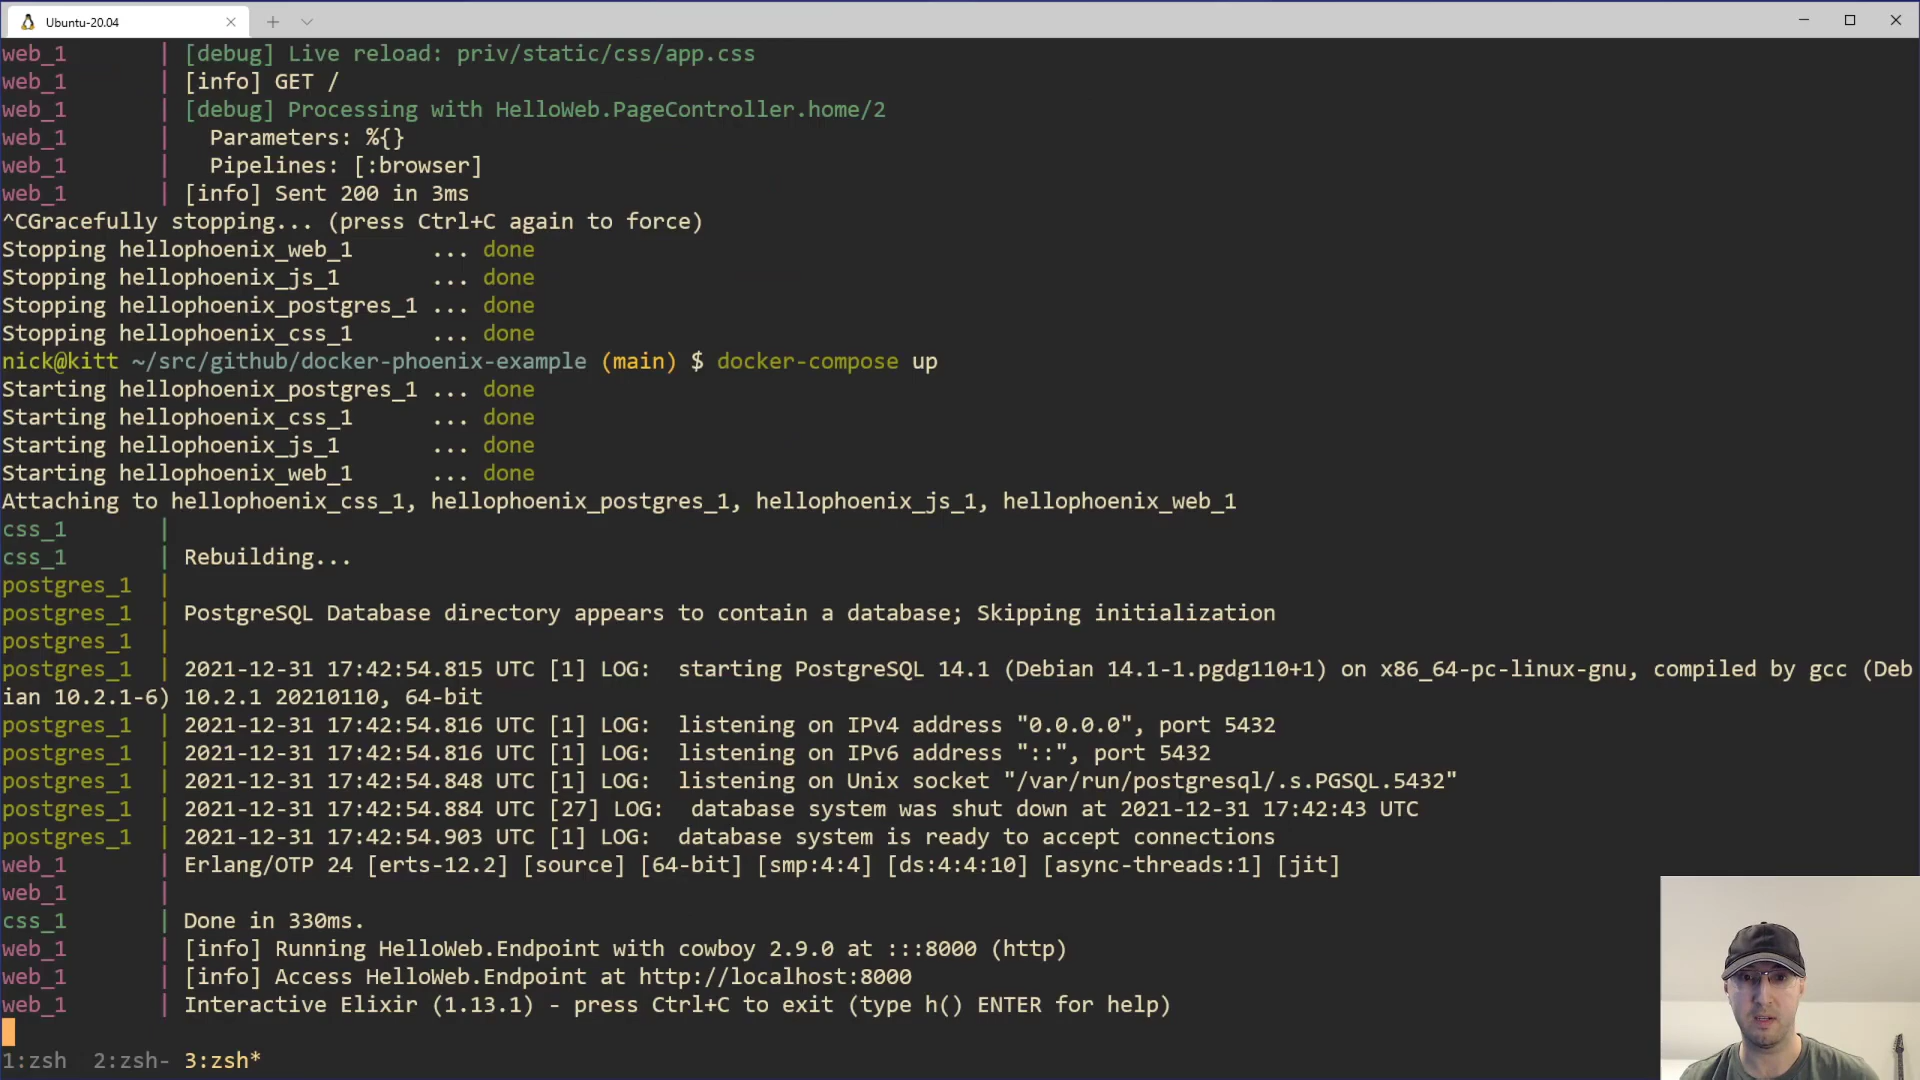 Ubuntu-20.04
web_1        | [debug] Live reload: priv/static/css/app.css
web_1        | [info] GET /
web_1        | [debug] Processing with HelloWeb.PageController.home/2
web_1        |   Parameters: %{}
web_1        |   Pipelines: [:browser]
web_1        | [info] Sent 200 in 3ms
^CGracefully stopping... (press Ctrl+C again to force)
Stopping hellophoenix_web_1      ... done
Stopping hellophoenix_js_1       ... done
Stopping hellophoenix_postgres_1 ... done
Stopping hellophoenix_css_1      ... done
nick@kitt ~/src/github/docker-phoenix-example (main) $ docker-compose up
Starting hellophoenix_postgres_1 ... done
Starting hellophoenix_css_1      ... done
Starting hellophoenix_js_1       ... done
Starting hellophoenix_web_1      ... done
Attaching to hellophoenix_css_1, hellophoenix_postgres_1, hellophoenix_js_1, hellophoenix_web_1
css_1        |
css_1        | Rebuilding...
postgres_1   |
postgres_1   | PostgreSQL Database directory appears to contain a database; Skipping initialization
postgres_1   |
postgres_1   | 2021-12-31 17:42:54.815 UTC [1] LOG:  starting PostgreSQL 14.1 (Debian 14.1-1.pgdg110+1) on x86_64-pc-linux-gnu, compiled by gcc (Deb
ian 10.2.1-6) 10.2.1 20210110, 64-bit
postgres_1   | 2021-12-31 17:42:54.816 UTC [1] LOG:  listening on IPv4 address "0.0.0.0", port 5432
postgres_1   | 2021-12-31 17:42:54.816 UTC [1] LOG:  listening on IPv6 address "::", port 5432
postgres_1   | 2021-12-31 17:42:54.848 UTC [1] LOG:  listening on Unix socket "/var/run/postgresql/.s.PGSQL.5432"
postgres_1   | 2021-12-31 17:42:54.884 UTC [27] LOG:  database system was shut down at 2021-12-31 17:42:43 UTC
postgres_1   | 2021-12-31 17:42:54.903 UTC [1] LOG:  database system is ready to accept connections
web_1        | Erlang/OTP 24 [erts-12.2] [source] [64-bit] [smp:4:4] [ds:4:4:10] [async-threads:1] [jit]
web_1        |
css_1        | Done in 330ms.
web_1        | [info] Running HelloWeb.Endpoint with cowboy 2.9.0 at :::8000 (http)
web_1        | [info] Access HelloWeb.Endpoint at http://localhost:8000
web_1        | Interactive Elixir (1.13.1) - press Ctrl+C to exit (type h() ENTER for help)
1:zsh  2:zsh- 3:zsh*